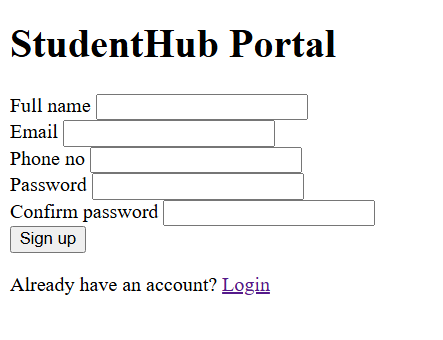 StudentHub Portal
Full name
Email
Phone no
Password
Confirm password
Sign up
Already have an account? Login